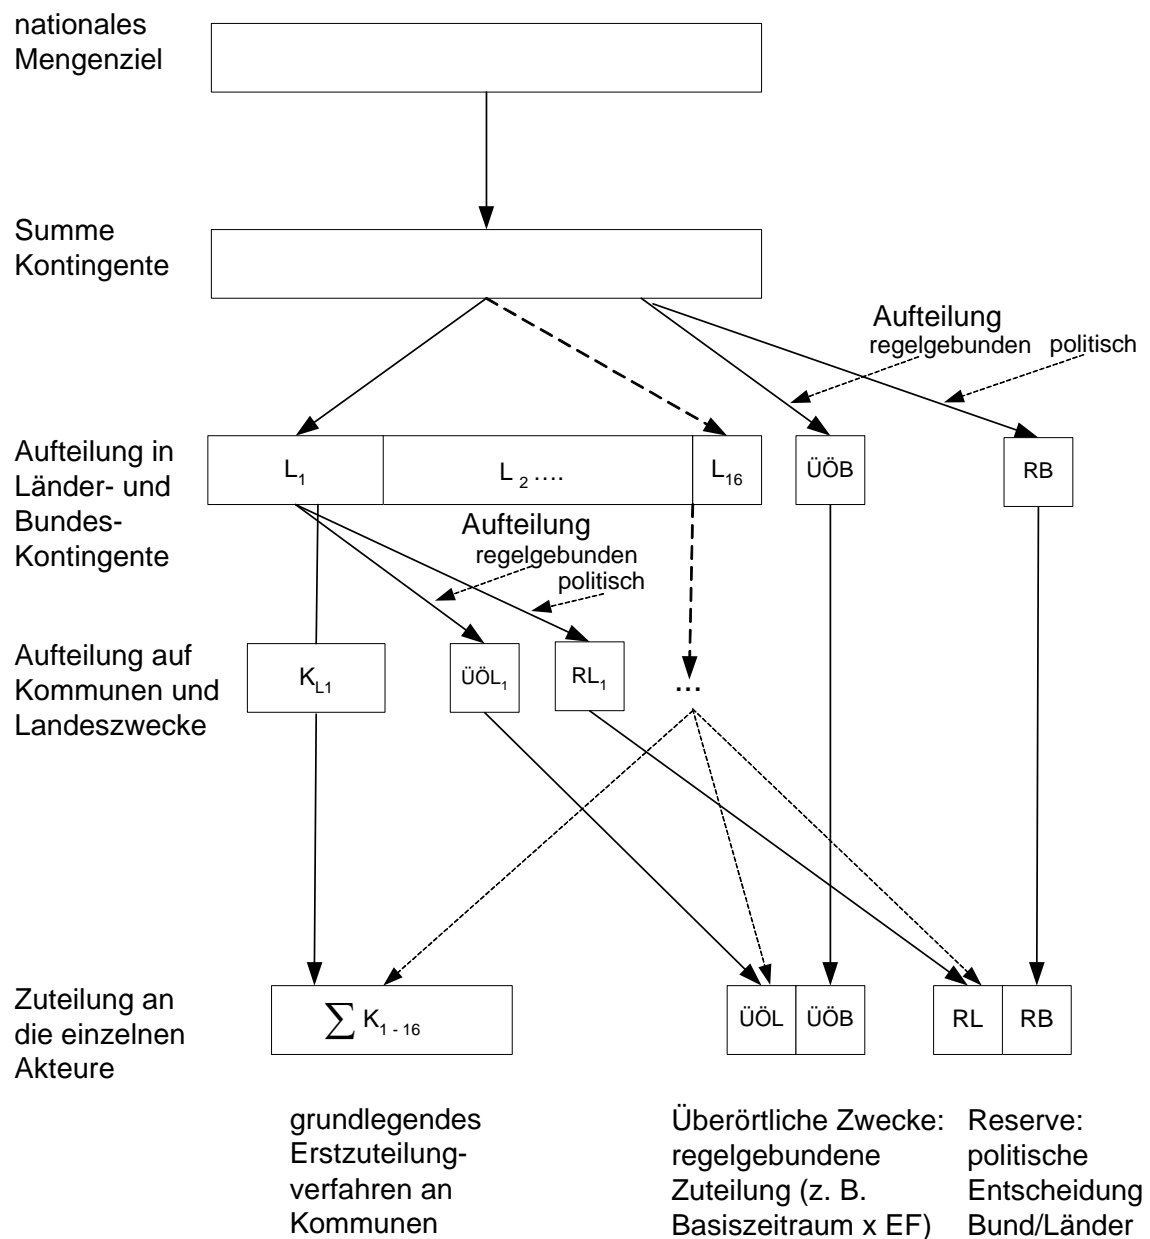 nationales
Mengenziel
Summe
Kontingente
Aufteilung
regelgebunden politisch
Aufteilung in
Länder- und
Bundes-
Kontingente
L1
L 2 ....
L16
ÜÖB
RB
Aufteilung
regelgebunden
politisch
Aufteilung auf
Kommunen und
Landeszwecke
KL1
ÜÖL1
RL1
...
Zuteilung an
die einzelnen
Akteure
∑ K1 - 16
ÜÖL
ÜÖB
RL
RB
grundlegendes
Erstzuteilung-
verfahren an
Kommunen
Überörtliche Zwecke:
regelgebundene
Zuteilung (z. B.
Basiszeitraum x EF)
Reserve:
politische
Entscheidung
Bund/Länder